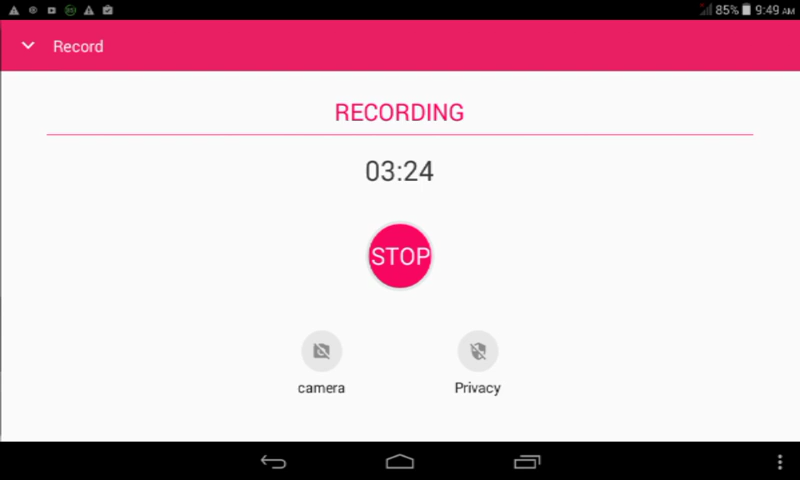 85% 9:49 AM
Record
RECORDING
03:24
STOP
camera Privacy